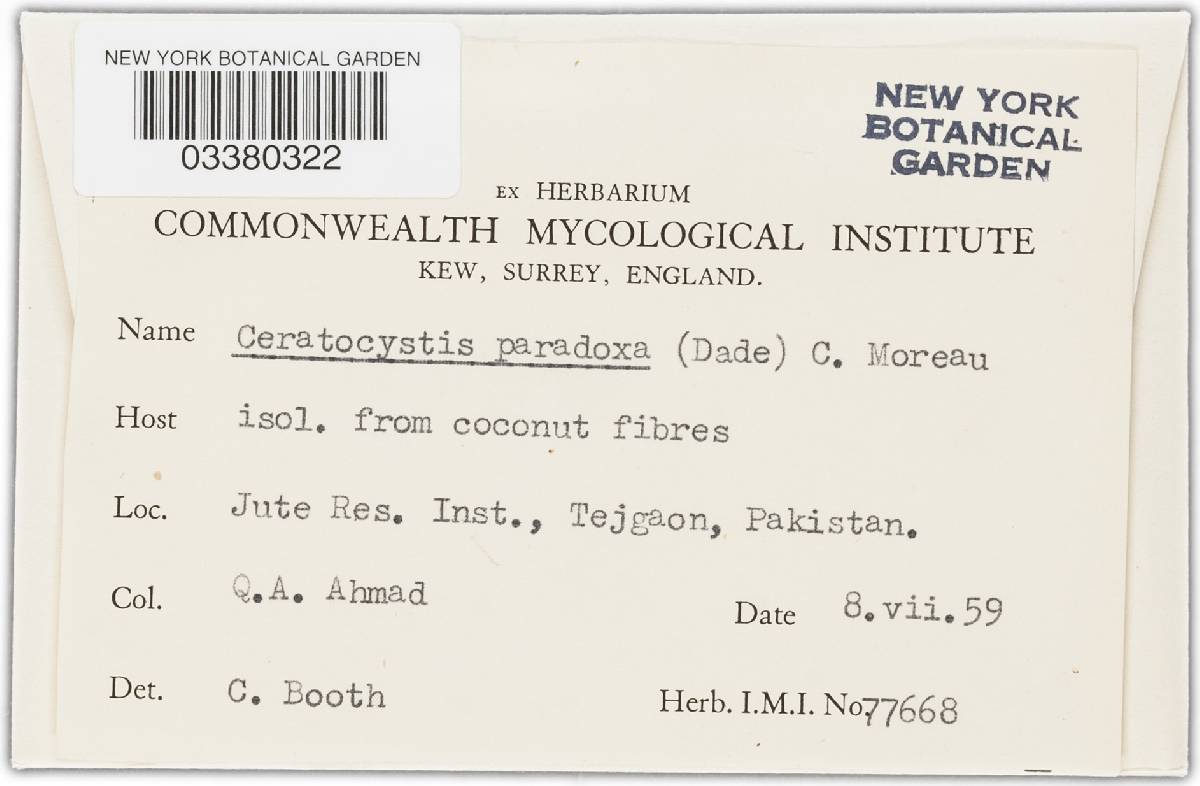 NEW YORK BOTANICAL GARDEN
03380322
NEW YORK
BOTANICAL
GARDEN
EX HERBARIUM
COMMONWEALTH MYCOLOGICAL INSTITUTE
KEW, SURREY, ENGLAND.
Name Ceratocystis paradoxa (Dade) C. Moreau
Host isol. from coconut fibres
Loc. Jute Res. Inst., Tejgaon, Pakistan.
Col. Q.A. Ahmad Date 8.vii.59
Det. C. Booth Herb. I.M.I. No. 77668